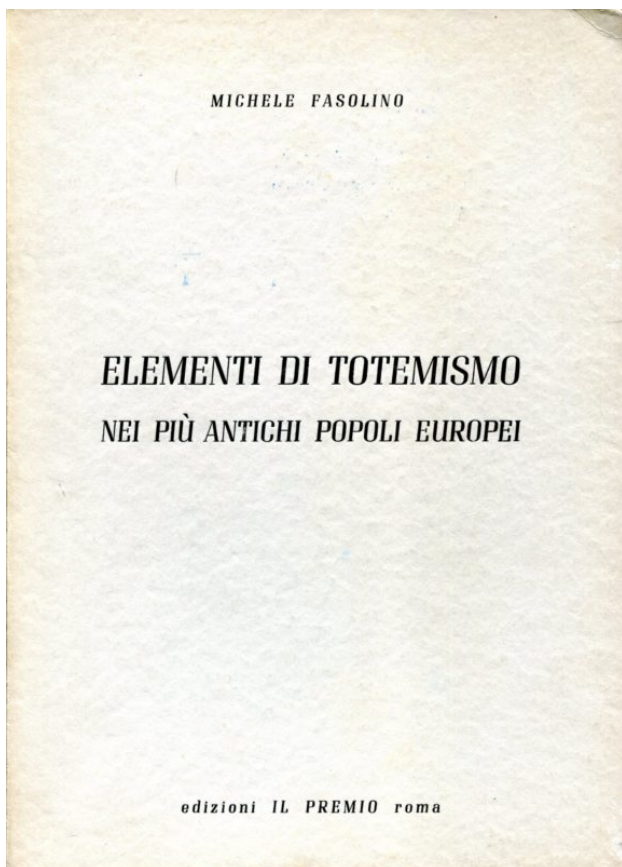 MICHELE FASOLINO
ELEMENTI DI TOTEMISMO
NEI PIÙ ANTICHI POPOLI EUROPEI
edizioni IL PREMIO roma